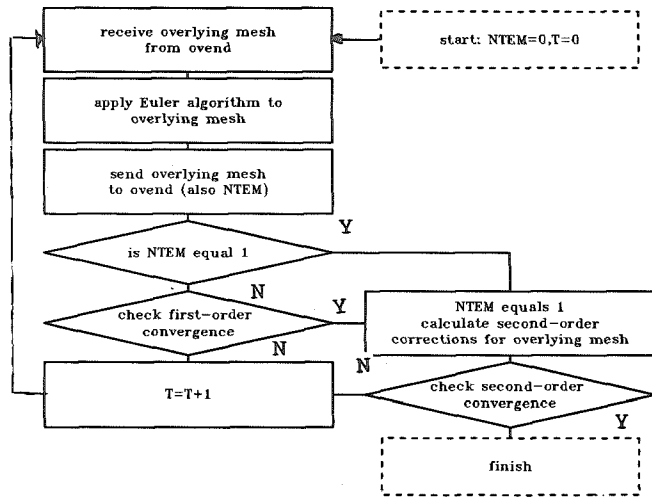 receive overlying mesh
from ovend
start: NTEM=0,T=0
apply Euler algorithm to
overlying mesh
send overlying mesh
to ovend (also NTEM)
Y
is NTEM equal 1
N
check first-order
convergence
Y
N
NTEM equals 1
calculate second-order
corrections for overlying mesh
N
T=T+1
check second-order
convergence
Y
finish